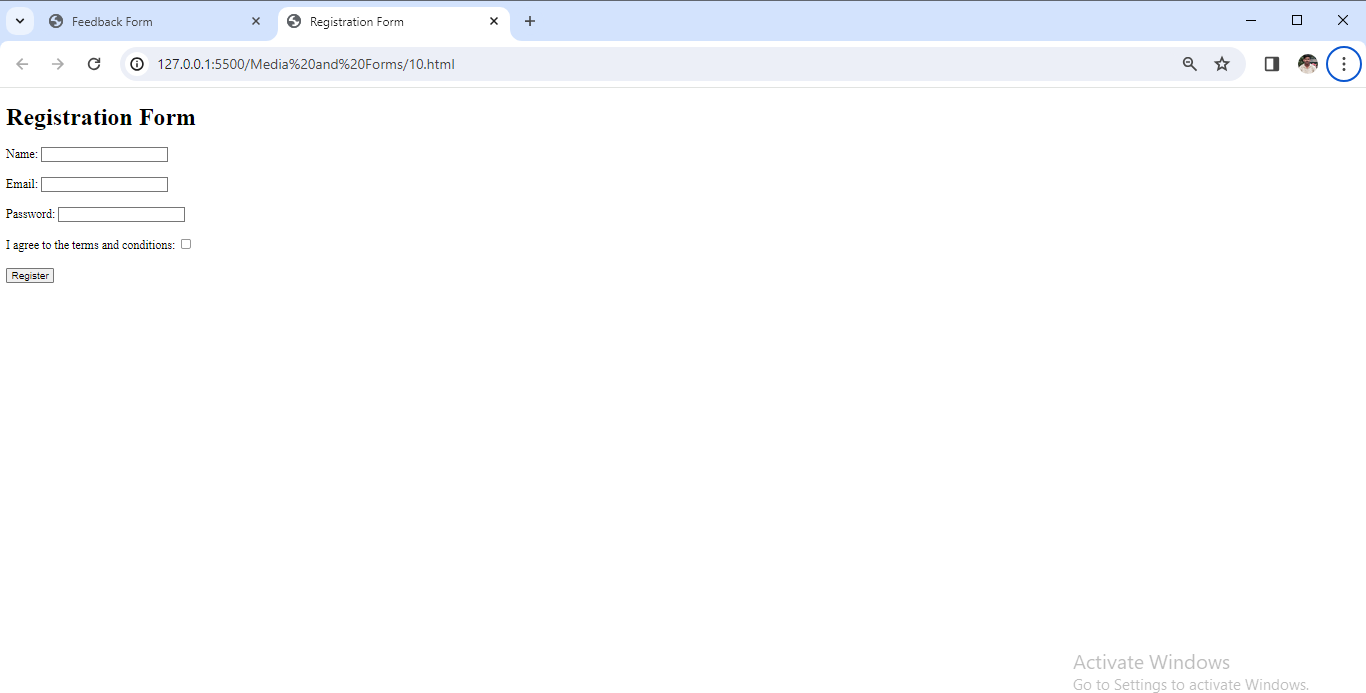 Feedback Form
Registration Form
127.0.0.1:5500/Media%20and%20Forms/10.html
Registration Form
Name:
Email:
Password:
I agree to the terms and conditions:
Register
Activate Windows
Go to Settings to activate Windows.